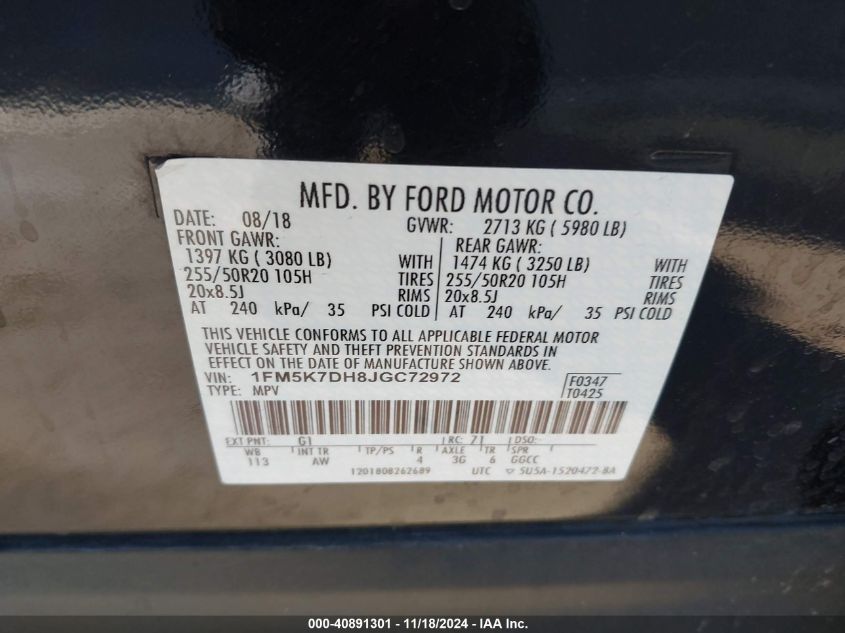 MFD. BY FORD MOTOR CO.
DATE: 08/18 GVWR: 2713 KG ( 5980 LB)
FRONT GAWR: REAR GAWR:
1397 KG ( 3080 LB) WITH 1474 KG ( 3250 LB) WITH
255/50R20 105H TIRES 255/50R20 105H TIRES
20x8.5J RIMS 20x8.5J RIMS
AT 240 kPa/ 35 PSI COLD AT 240 kPa/ 35 PSI COLD
THIS VEHICLE CONFORMS TO ALL APPLICABLE FEDERAL MOTOR
VEHICLE SAFETY AND THEFT PREVENTION STANDARDS IN
EFFECT ON THE DATE OF MANUFACTURE SHOWN ABOVE.
VIN: 1FM5K7DH8JGC72972 F0347
TYPE: MPV T0425
EXT PNT: G1 RC: 71 DSO:
WB INT TR TP/PS R AXLE TR SPR
113 AW 4 3G 6 GGCC
1201808262689 UTC 5U5A-1520472-BA
000-40891301 - 11/18/2024 - IAA Inc.